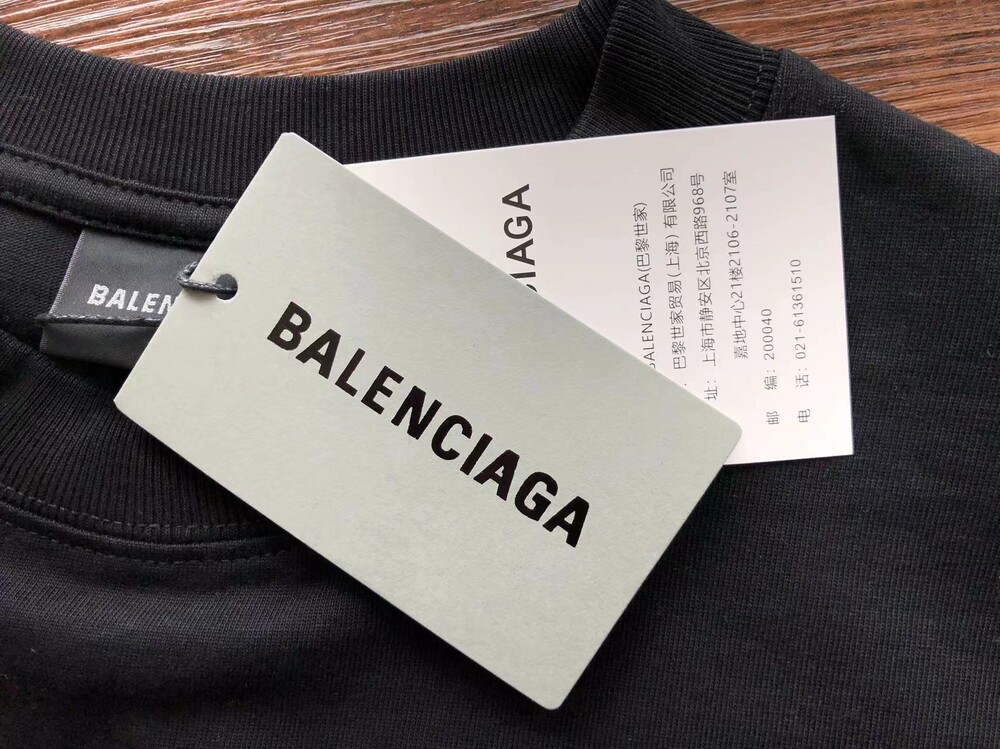 BALENCIAGA
BALEN
IAGA
BALENCIAGA(巴黎世家)
巴黎世家贸易(上海)有限公司
址：上海市静安区北京西路968号
嘉地中心21楼2106-2107室
邮 编：200040
电 话：021-61361510